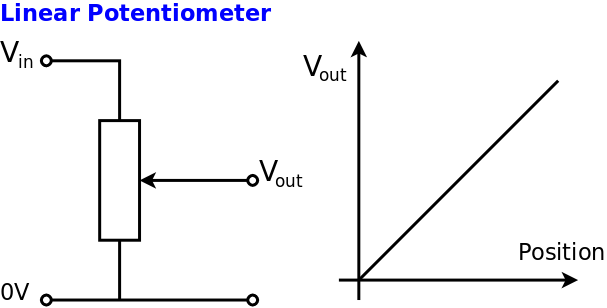 Linear Potentiometer
Vin
Vout
0V
Vout
Position